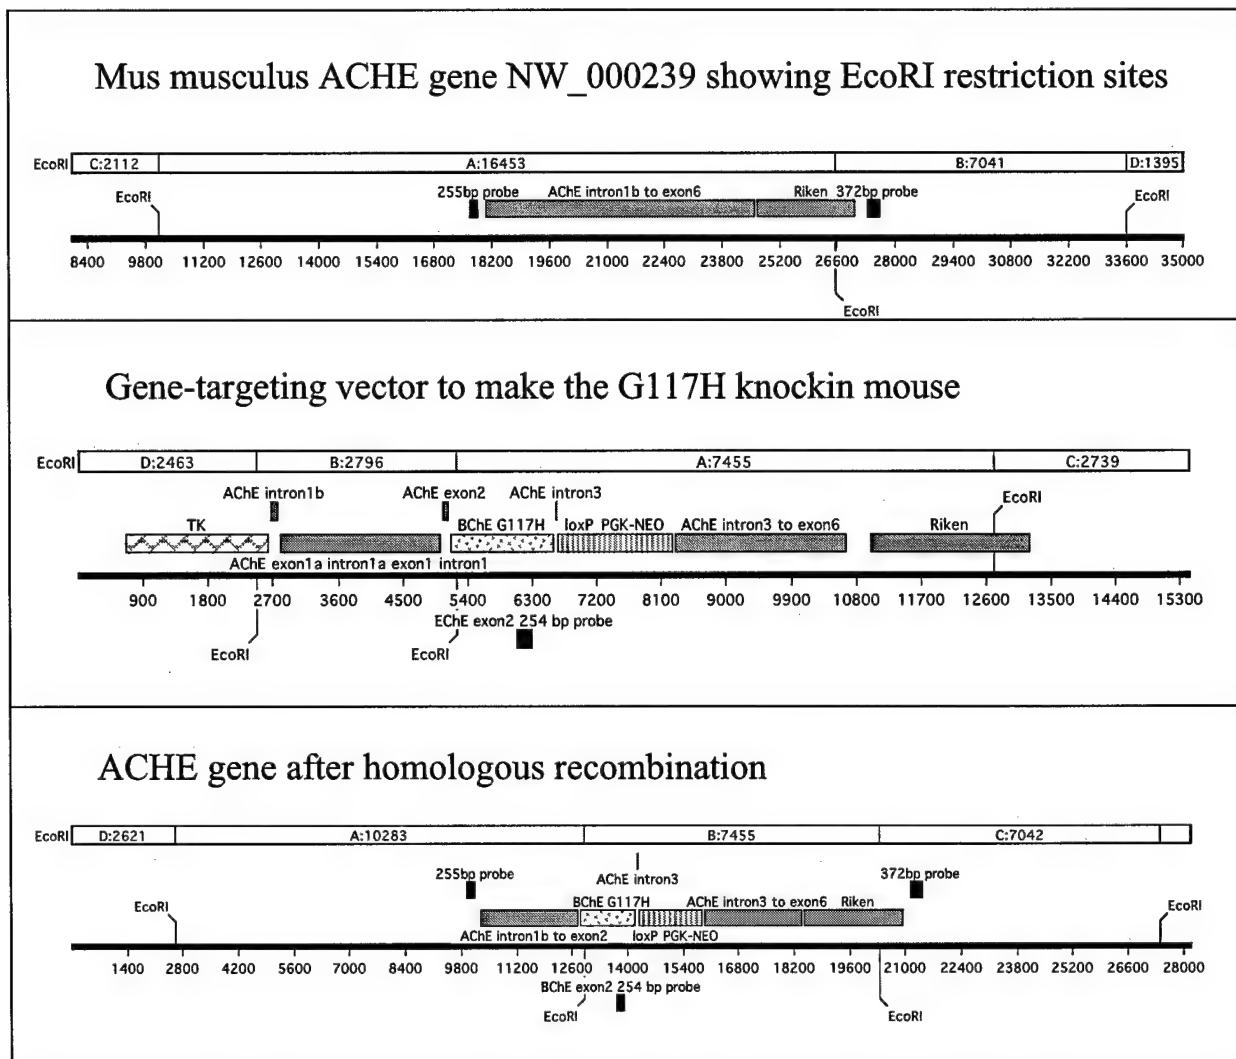 Mus musculus ACHE gene NW_000239 showing EcoRI restriction sites
EcoRI C:2112 A:16453 B:7041 D:1395
EcoRI 255bp probe AChE intron1b to exon6 Riken 372bp probe EcoRI
8400 9800 11200 12600 14000 15400 16800 18200 19600 21000 22400 23800 25200 26600 28000 29400 30800 32200 33600 35000
EcoRI
Gene-targeting vector to make the G117H knockin mouse
EcoRI D:2463 B:2796 A:7455 C:2739
AChE intron1b AChE exon2 AChE intron3 EcoRI
TK BChE G117H loxP PGK-NEO AChE intron3 to exon6 Riken
AChE exon1a intron1a exon1 intron1
900 1800 2700 3600 4500 5400 6300 7200 8100 9000 9900 10800 11700 12600 13500 14400 15300
EChE exon2 254 bp probe
EcoRI EcoRI
ACHE gene after homologous recombination
EcoRI D:2621 A:10283 B:7455 C:7042
255bp probe AChE intron3 372bp probe
EcoRI BChE G117H AChE intron3 to exon6 Riken EcoRI
AChE intron1b to exon2 loxP PGK-NEO
1400 2800 4200 5600 7000 8400 9800 11200 12600 14000 15400 16800 18200 19600 21000 22400 23800 25200 26600 28000
BChE exon2 254 bp probe
EcoRI EcoRI